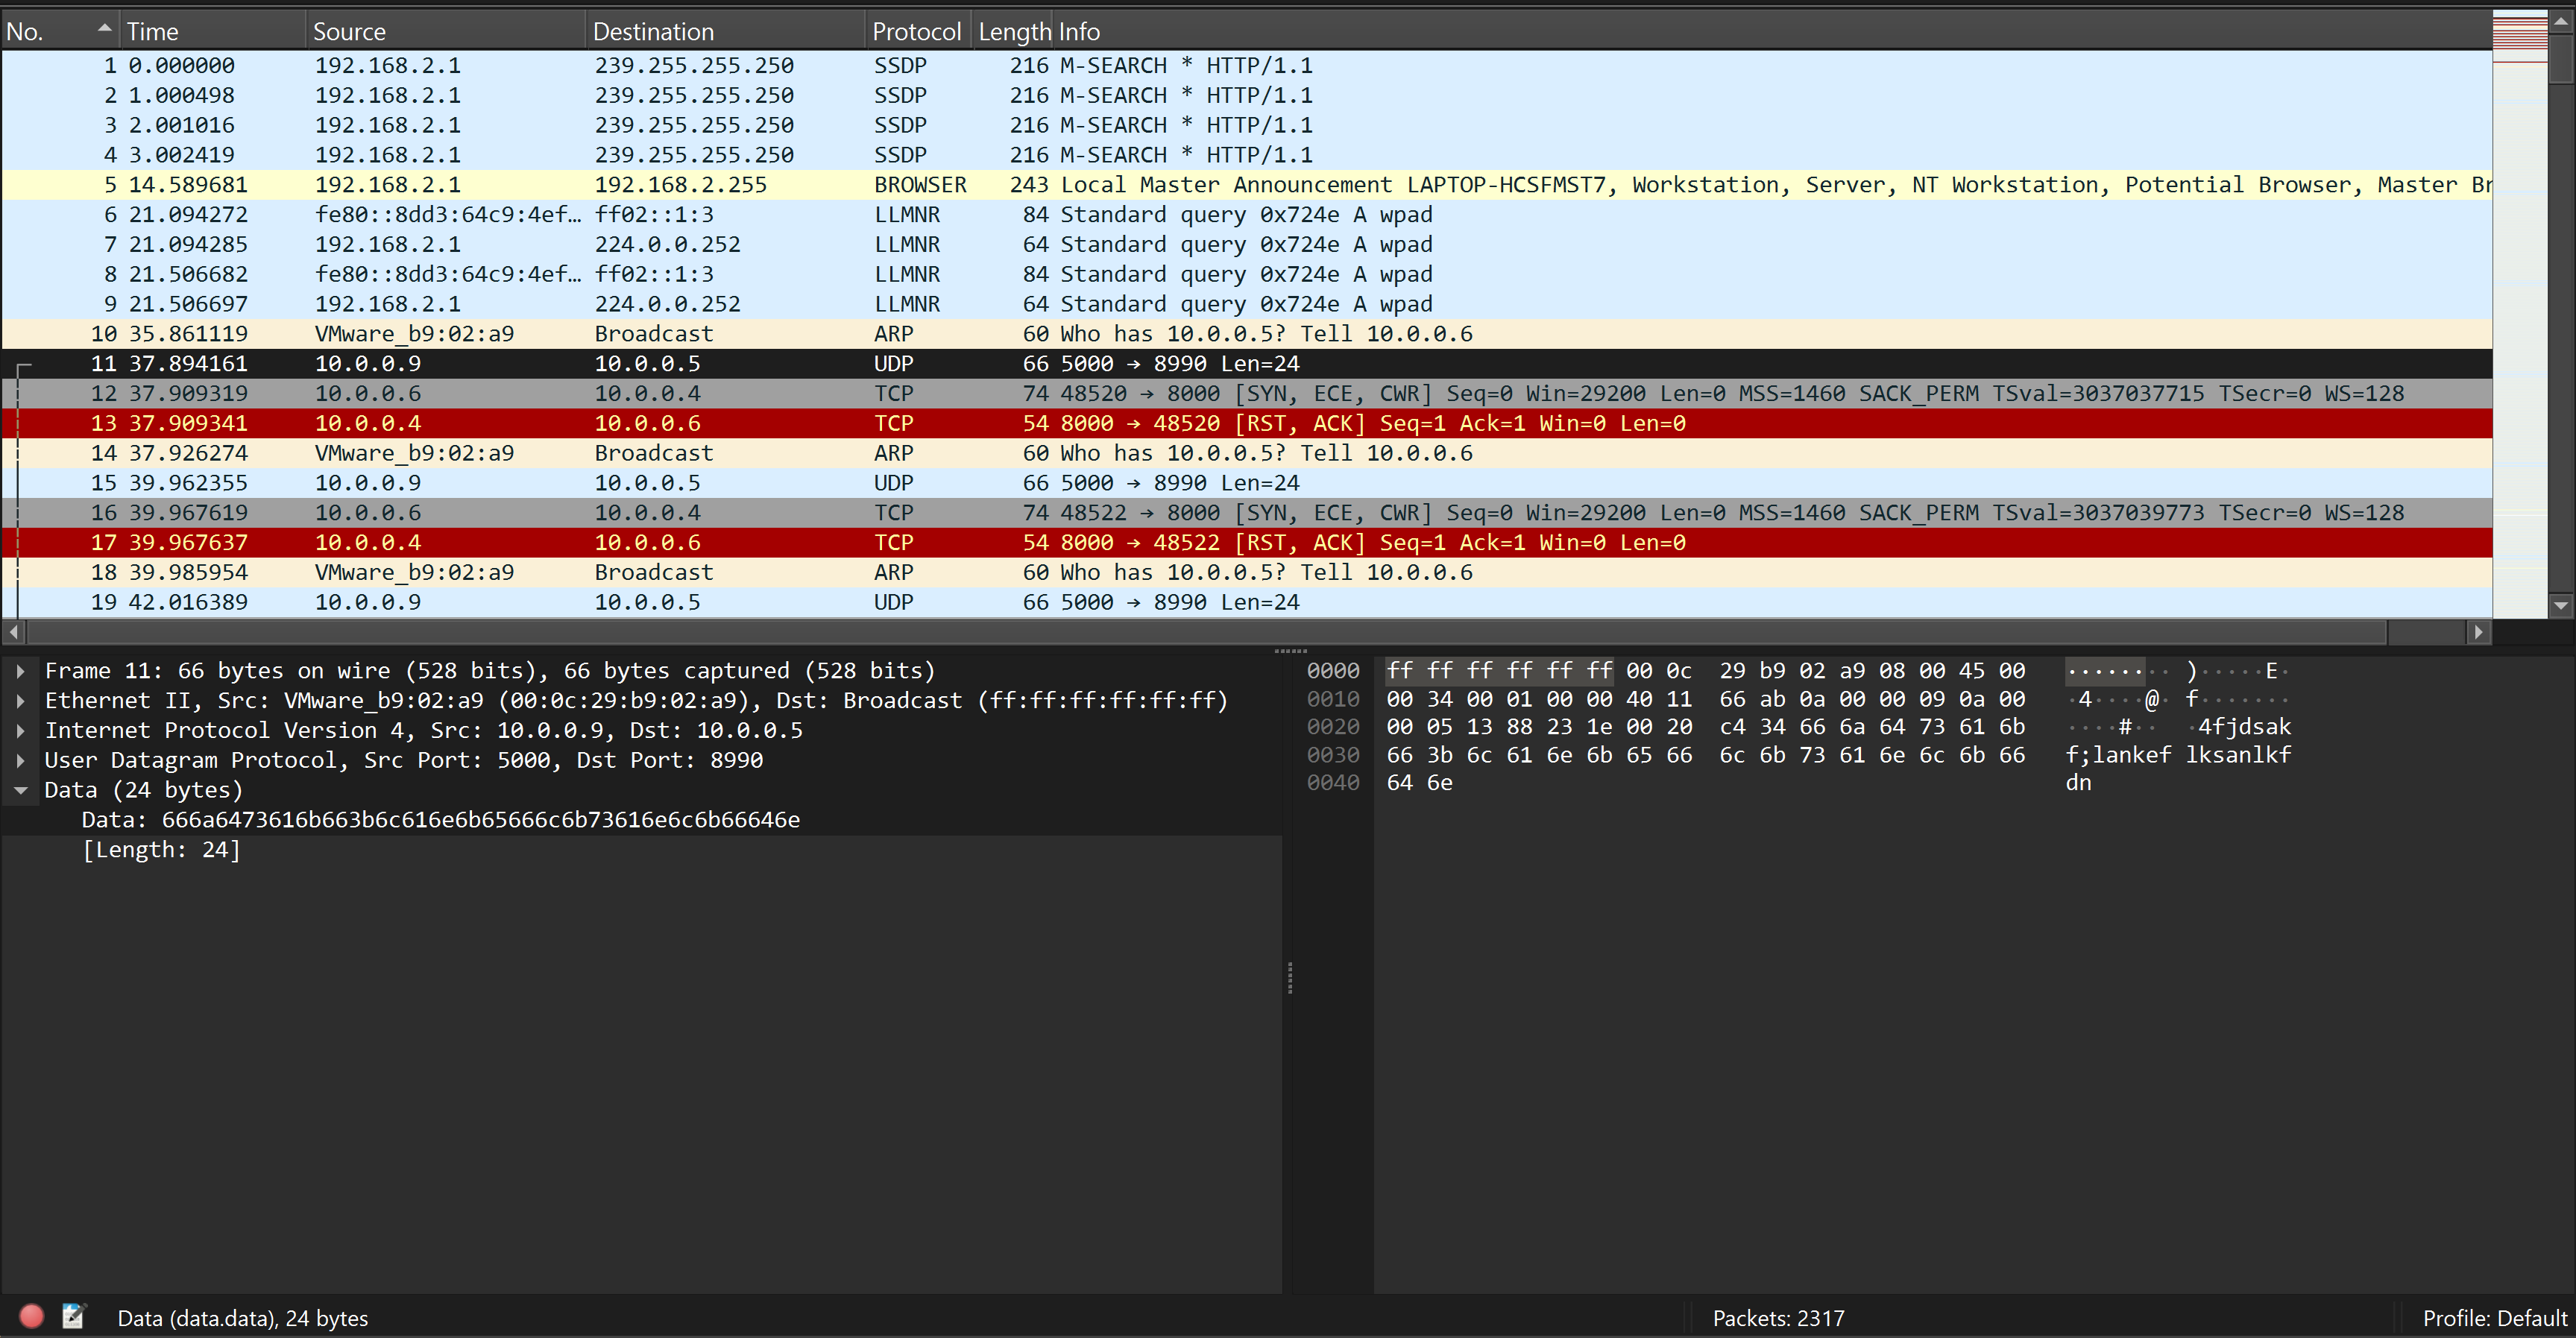 No. Time Source Destination Protocol Length Info
1 0.000000 192.168.2.1 239.255.255.250 SSDP 216 M-SEARCH * HTTP/1.1
2 1.000498 192.168.2.1 239.255.255.250 SSDP 216 M-SEARCH * HTTP/1.1
3 2.001016 192.168.2.1 239.255.255.250 SSDP 216 M-SEARCH * HTTP/1.1
4 3.002419 192.168.2.1 239.255.255.250 SSDP 216 M-SEARCH * HTTP/1.1
5 14.589681 192.168.2.1 192.168.2.255 BROWSER 243 Local Master Announcement LAPTOP-HCSFMST7, Workstation, Server, NT Workstation, Potential Browser, Master Br
6 21.094272 fe80::8dd3:64c9:4ef… ff02::1:3 LLMNR 84 Standard query 0x724e A wpad
7 21.094285 192.168.2.1 224.0.0.252 LLMNR 64 Standard query 0x724e A wpad
8 21.506682 fe80::8dd3:64c9:4ef… ff02::1:3 LLMNR 84 Standard query 0x724e A wpad
9 21.506697 192.168.2.1 224.0.0.252 LLMNR 64 Standard query 0x724e A wpad
10 35.861119 VMware_b9:02:a9 Broadcast ARP 60 Who has 10.0.0.5? Tell 10.0.0.6
11 37.894161 10.0.0.9 10.0.0.5 UDP 66 5000 → 8990 Len=24
12 37.909319 10.0.0.6 10.0.0.4 TCP 74 48520 → 8000 [SYN, ECE, CWR] Seq=0 Win=29200 Len=0 MSS=1460 SACK_PERM TSval=3037037715 TSecr=0 WS=128
13 37.909341 10.0.0.4 10.0.0.6 TCP 54 8000 → 48520 [RST, ACK] Seq=1 Ack=1 Win=0 Len=0
14 37.926274 VMware_b9:02:a9 Broadcast ARP 60 Who has 10.0.0.5? Tell 10.0.0.6
15 39.962355 10.0.0.9 10.0.0.5 UDP 66 5000 → 8990 Len=24
16 39.967619 10.0.0.6 10.0.0.4 TCP 74 48522 → 8000 [SYN, ECE, CWR] Seq=0 Win=29200 Len=0 MSS=1460 SACK_PERM TSval=3037039773 TSecr=0 WS=128
17 39.967637 10.0.0.4 10.0.0.6 TCP 54 8000 → 48522 [RST, ACK] Seq=1 Ack=1 Win=0 Len=0
18 39.985954 VMware_b9:02:a9 Broadcast ARP 60 Who has 10.0.0.5? Tell 10.0.0.6
19 42.016389 10.0.0.9 10.0.0.5 UDP 66 5000 → 8990 Len=24
Frame 11: 66 bytes on wire (528 bits), 66 bytes captured (528 bits)
Ethernet II, Src: VMware_b9:02:a9 (00:0c:29:b9:02:a9), Dst: Broadcast (ff:ff:ff:ff:ff:ff)
Internet Protocol Version 4, Src: 10.0.0.9, Dst: 10.0.0.5
User Datagram Protocol, Src Port: 5000, Dst Port: 8990
Data (24 bytes)
Data: 666a6473616b663b6c616e6b65666c6b73616e6c6b66646e
[Length: 24]
0000 ff ff ff ff ff ff 00 0c 29 b9 02 a9 08 00 45 00 ········ )·····E·
0010 00 34 00 01 00 00 40 11 66 ab 0a 00 00 09 0a 00 ·4····@· f·······
0020 00 05 13 88 23 1e 00 20 c4 34 66 6a 64 73 61 6b ····#·· ·4fjdsak
0030 66 3b 6c 61 6e 6b 65 66 6c 6b 73 61 6e 6c 6b 66 f;lankef lksanlkf
0040 64 6e dn
Data (data.data), 24 bytes
Packets: 2317
Profile: Default